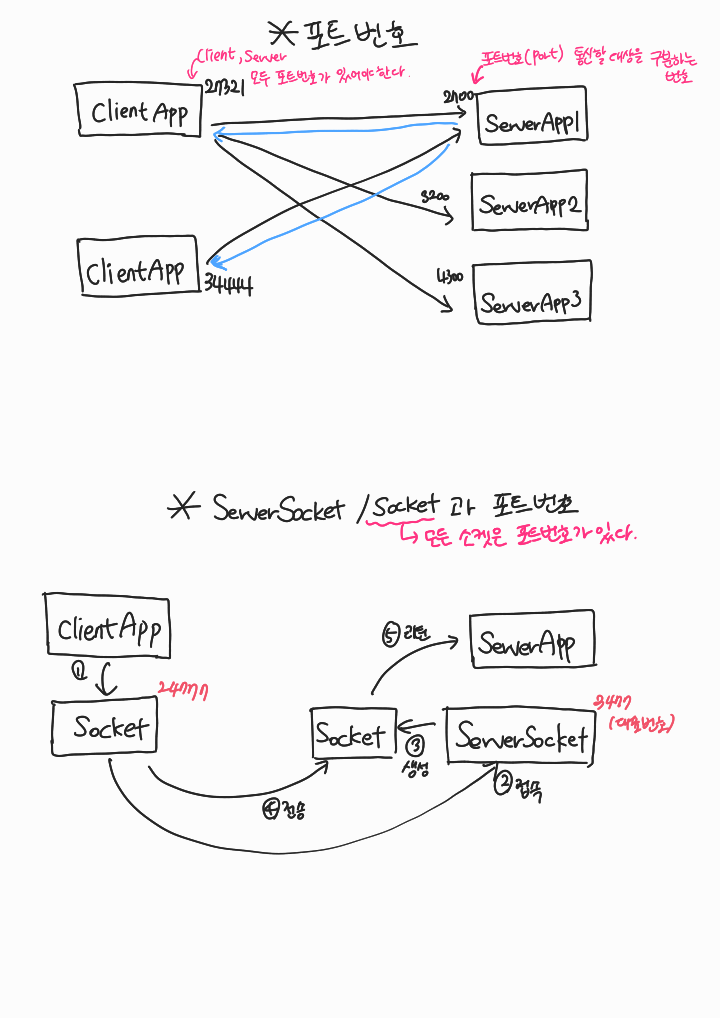 * 포트번호
Client, Server
모두 포트번호가 있어야한다.
포트번호(Port) 통신할 대상을 구분하는
번호
ClientApp
27321
2700
ServerApp1
3200
ServerApp2
ClientApp
34444
4300
ServerApp3
* ServerSocket / Socket 과 포트번호
↳ 모든 소켓은 포트번호가 있다.
ClientApp
①
Socket
24777
⑤ 리턴
ServerApp
Socket
③
생성
ServerSocket
3477
(대표번호)
④ 전송
② 접속